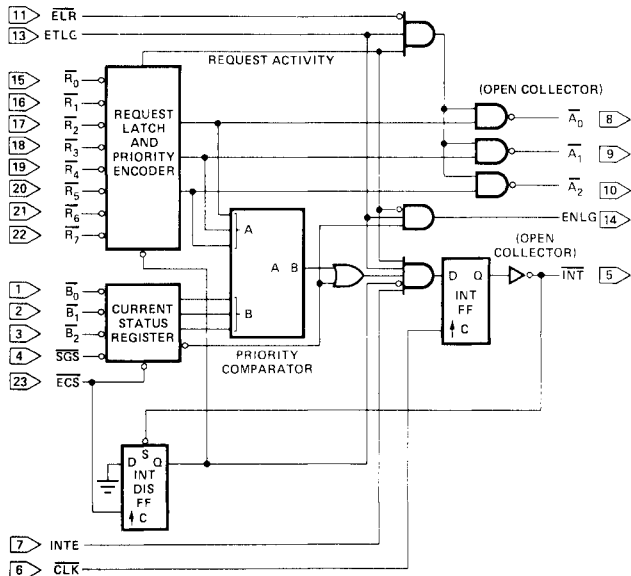 11 ELR
13 ETLG
REQUEST ACTIVITY
15 R0
16 R1
17 R2
18 R3
19 R4
20 R5
21 R6
22 R7
REQUEST
LATCH
AND
PRIORITY
ENCODER
(OPEN COLLECTOR)
A0 8
A1 9
A2 10
ENLG 14
(OPEN
COLLECTOR)
INT 5
A
A B
B
PRIORITY
COMPARATOR
D Q
INT
FF
C
1 B0
2 B1
3 B2
4 SGS
23 ECS
CURRENT
STATUS
REGISTER
S
D Q
INT
DIS
FF
C
7 INTE
6 CLK